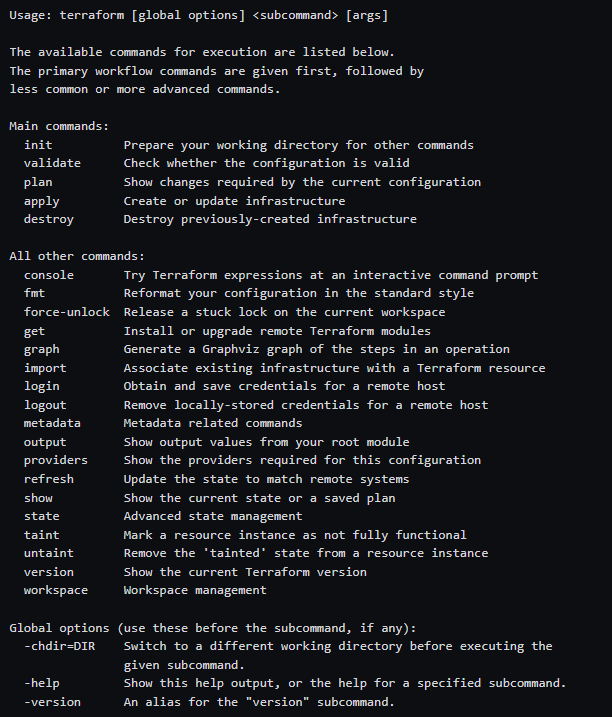 Usage: terraform [global options] <subcommand> [args]

The available commands for execution are listed below.
The primary workflow commands are given first, followed by
less common or more advanced commands.

Main commands:
  init          Prepare your working directory for other commands
  validate      Check whether the configuration is valid
  plan          Show changes required by the current configuration
  apply         Create or update infrastructure
  destroy       Destroy previously-created infrastructure

All other commands:
  console       Try Terraform expressions at an interactive command prompt
  fmt           Reformat your configuration in the standard style
  force-unlock  Release a stuck lock on the current workspace
  get           Install or upgrade remote Terraform modules
  graph         Generate a Graphviz graph of the steps in an operation
  import        Associate existing infrastructure with a Terraform resource
  login         Obtain and save credentials for a remote host
  logout        Remove locally-stored credentials for a remote host
  metadata      Metadata related commands
  output        Show output values from your root module
  providers     Show the providers required for this configuration
  refresh       Update the state to match remote systems
  show          Show the current state or a saved plan
  state         Advanced state management
  taint         Mark a resource instance as not fully functional
  untaint       Remove the 'tainted' state from a resource instance
  version       Show the current Terraform version
  workspace     Workspace management

Global options (use these before the subcommand, if any):
  -chdir=DIR    Switch to a different working directory before executing the
                given subcommand.
  -help         Show this help output, or the help for a specified subcommand.
  -version      An alias for the "version" subcommand.